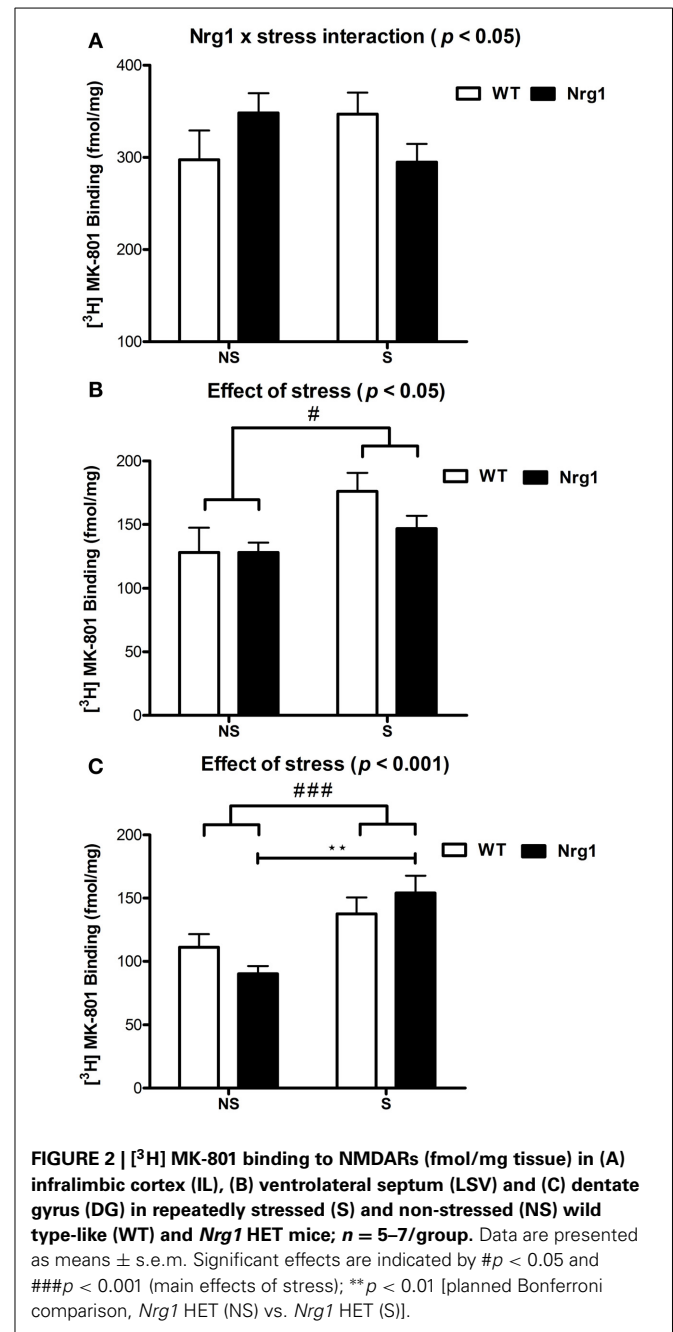 A Nrg1 x stress interaction ( p < 0.05)
400
300
200
100
[³H] MK-801 Binding (fmol/mg)
WT Nrg1
NS S
B Effect of stress ( p < 0.05)
#
200
150
100
50
0
[³H] MK-801 Binding (fmol/mg)
WT Nrg1
NS S
C Effect of stress ( p < 0.001)
###
**
200
150
100
50
0
[³H] MK-801 Binding (fmol/mg)
WT Nrg1
NS S
FIGURE 2 | [³H] MK-801 binding to NMDARs (fmol/mg tissue) in (A)
infralimbic cortex (IL), (B) ventrolateral septum (LSV) and (C) dentate
gyrus (DG) in repeatedly stressed (S) and non-stressed (NS) wild
type-like (WT) and Nrg1 HET mice; n = 5–7/group. Data are presented
as means ± s.e.m. Significant effects are indicated by #p < 0.05 and
###p < 0.001 (main effects of stress); **p < 0.01 [planned Bonferroni
comparison, Nrg1 HET (NS) vs. Nrg1 HET (S)].